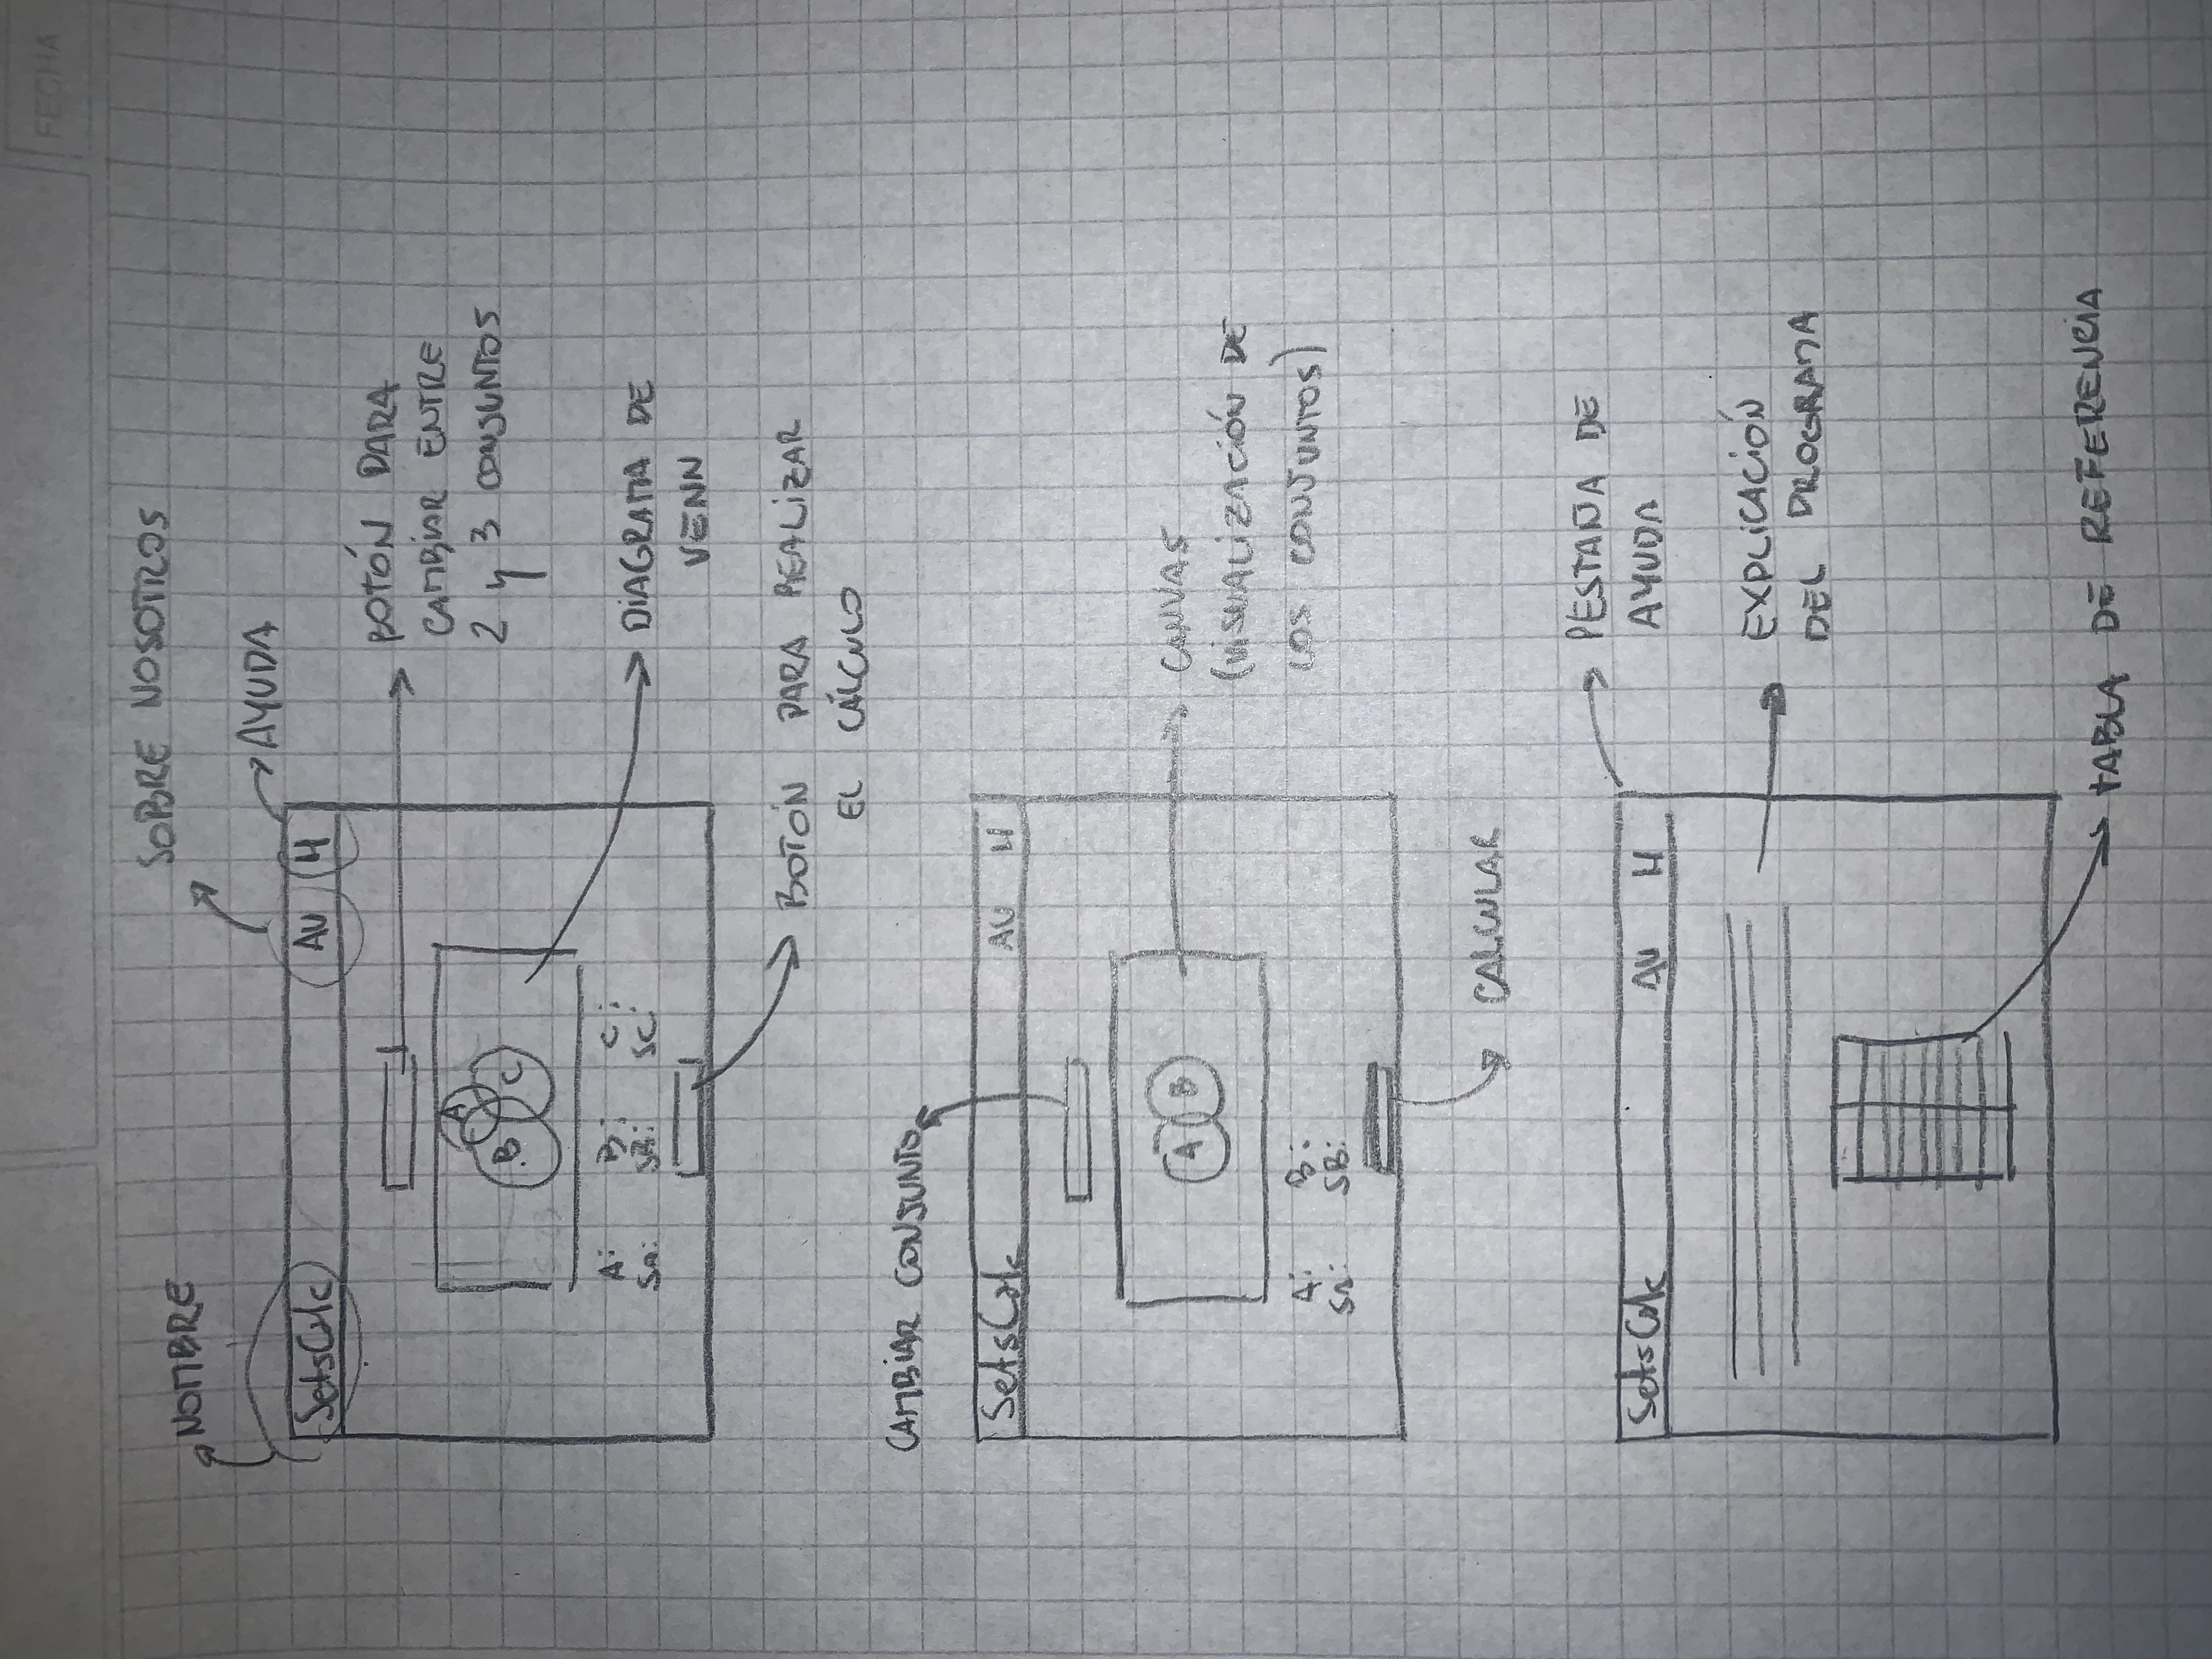 FECHA
SOBRE NOSOTROS
NOMBRE
AYUDA
SetsCalc AU H
BOTÓN PARA
CAMBIAR ENTRE
2 y 3 CONJUNTOS
A
B C
A: B: C:
Sa: SB: SC:
DIAGRAMA DE
VENN
BOTÓN PARA REALIZAR
EL CÁLCULO
CAMBIAR CONJUNTO
SetsCalc AU H
A B
CANVAS
(VISUALIZACIÓN DE
LOS CONJUNTOS)
A: B:
Sa: SB:
CALCULAR
PESTAÑA DE
AYUDA
SetsCalc AU H
EXPLICACIÓN
DEL PROGRAMA
TABLA DE REFERENCIA